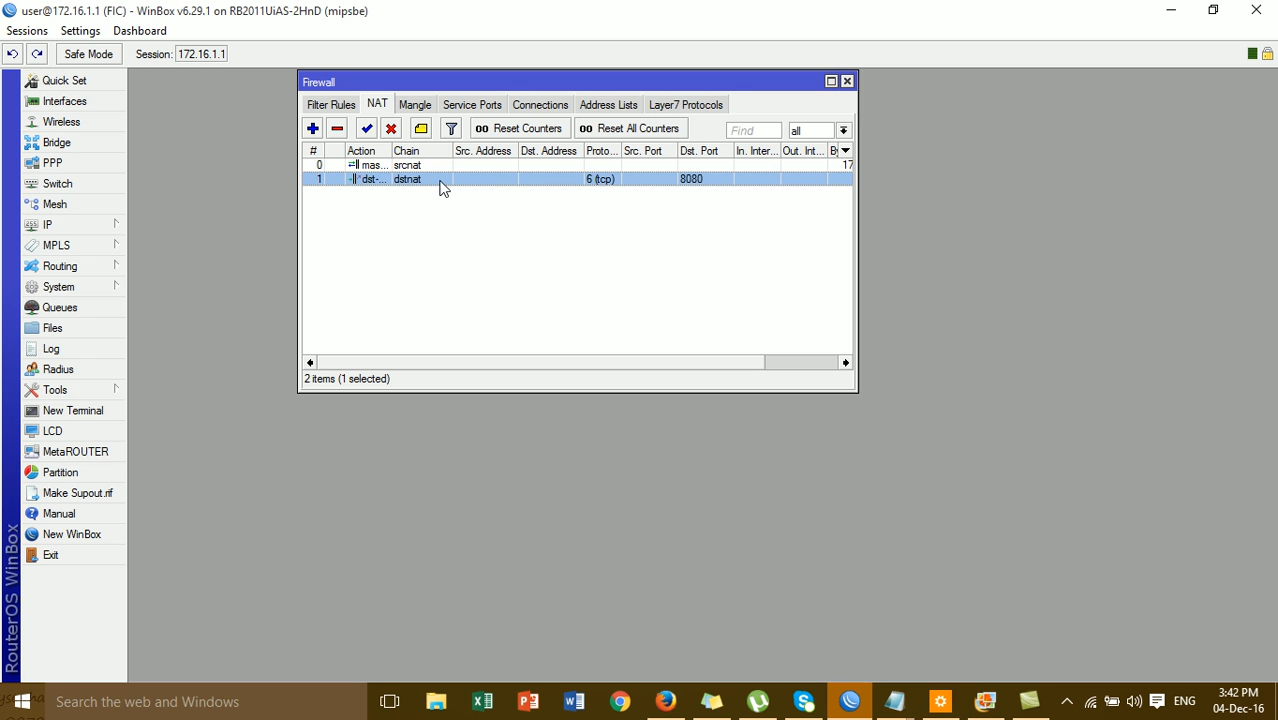 user@172.16.1.1 (FIC) - WinBox v6.29.1 on RB2011UiAS-2HnD (mipsbe)
Sessions Settings Dashboard
Safe Mode Session: 172.16.1.1
Quick Set
Interfaces
Wireless
Bridge
PPP
Switch
Mesh
IP
MPLS
Routing
System
Queues
Files
Log
Radius
Tools
New Terminal
LCD
MetaROUTER
Partition
Make Supout.rif
Manual
New WinBox
Exit
RouterOS WinBox
Firewall
Filter Rules NAT Mangle Service Ports Connections Address Lists Layer7 Protocols
00 Reset Counters 00 Reset All Counters Find all
# Action Chain Src. Address Dst. Address Proto... Src. Port Dst. Port In. Inter... Out. Int...
0 mas... srcnat 17
1 dst-... dstnat 6 (tcp) 8080
2 items (1 selected)
Search the web and Windows
ENG
3:42 PM
04-Dec-16